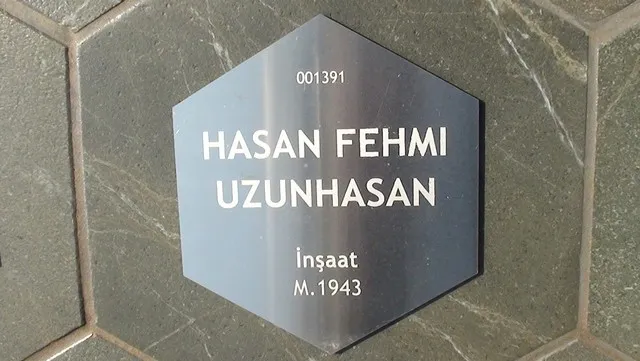 001391
HASAN FEHMI
UZUNHASAN
İnşaat
M.1943